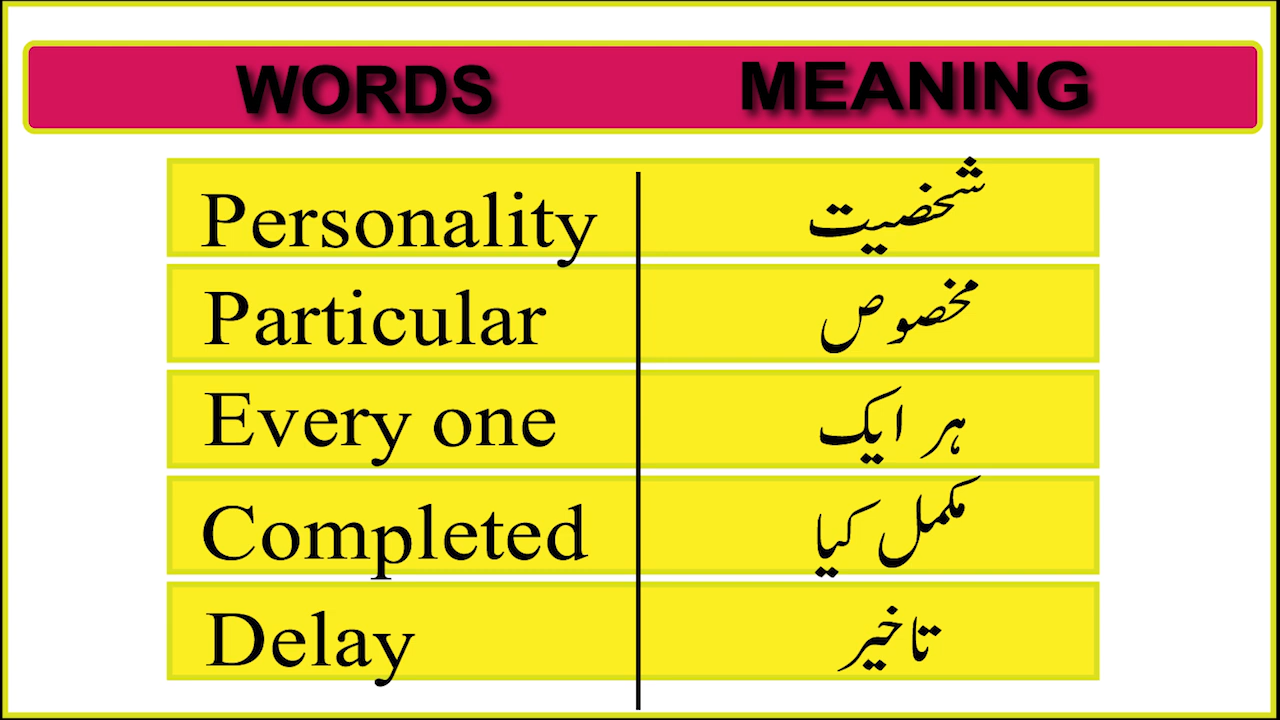 WORDS MEANING
Personality شخصیت
Particular مخصوص
Every one ہر ایک
Completed مکمل کیا
Delay تاخیر